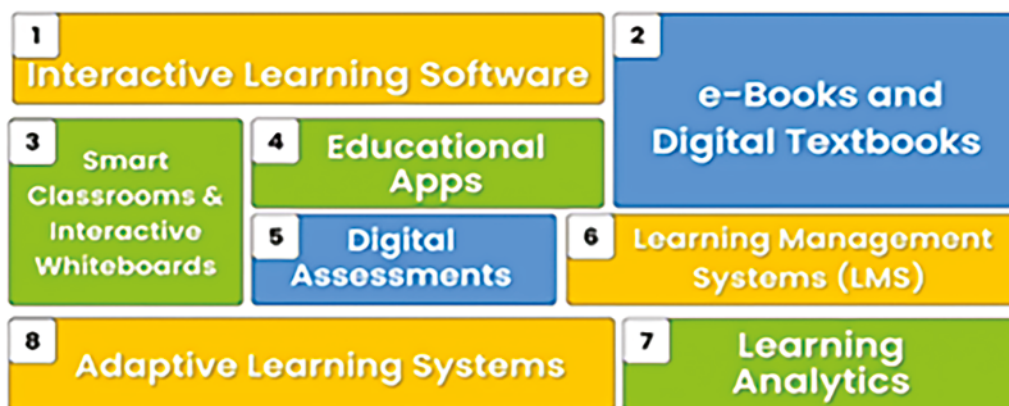 1
Interactive Learning Software
2
e-Books and
Digital Textbooks
3
Smart
Classrooms &
Interactive
Whiteboards
4
Educational
Apps
5
Digital
Assessments
6
Learning Management
Systems (LMS)
8
Adaptive Learning Systems
7
Learning
Analytics